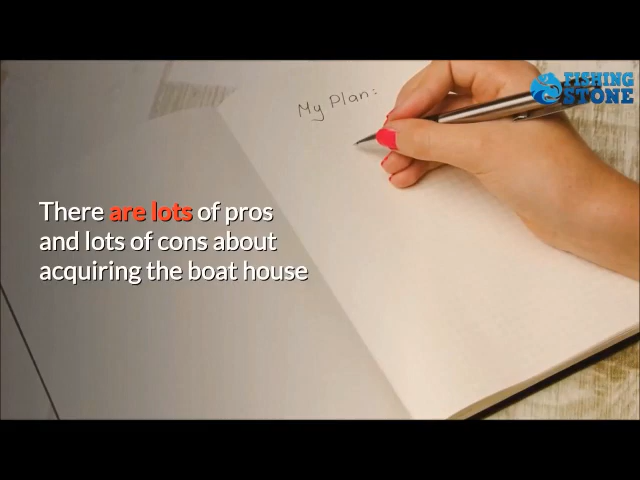 My Plan:
FISHING
STONE
There are lots of pros
and lots of cons about
acquiring the boat house